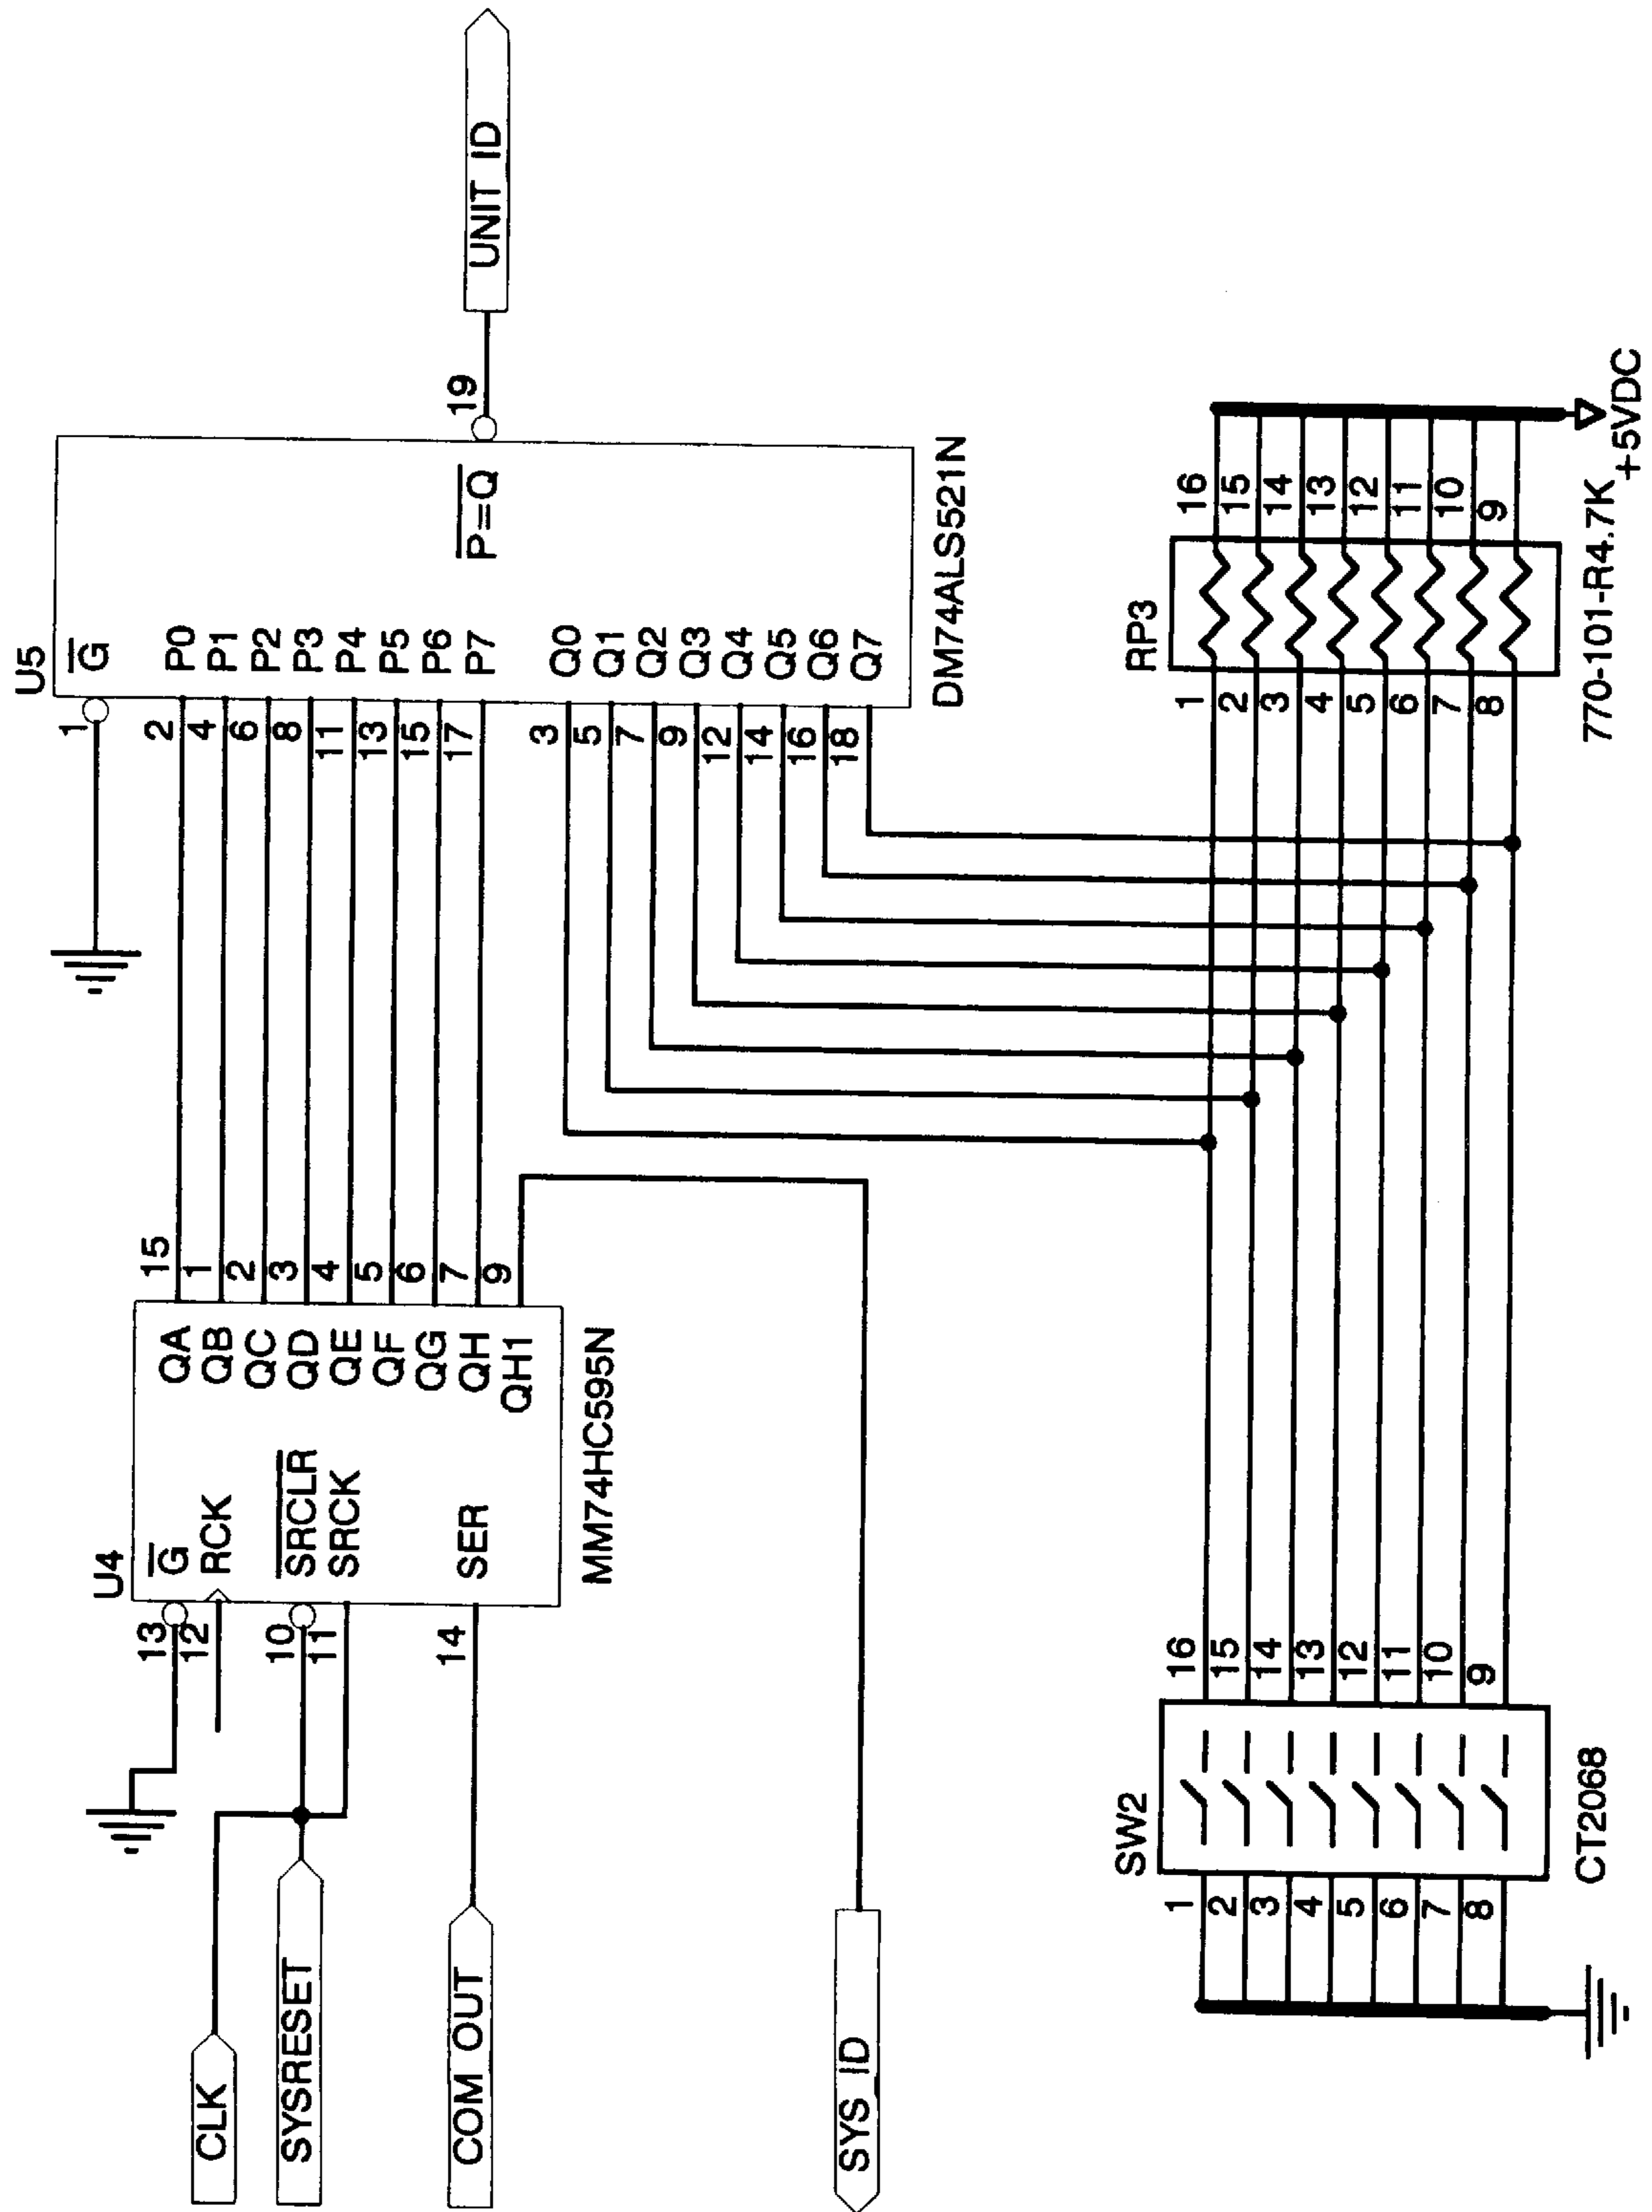 CLK
SYSRESET
COM OUT
SYS ID
U4
13
12
10
11
14
G
RCK
SRCLR
SRCK
SER
QA
QB
QC
QD
QE
QF
QG
QH
QH1
15
1
2
3
4
5
6
7
9
MM74HC595N
U5
1
2
4
6
8
11
13
15
17
3
5
7
9
12
14
16
18
G
P0
P1
P2
P3
P4
P5
P6
P7
Q0
Q1
Q2
Q3
Q4
Q5
Q6
Q7
P=Q
19
UNIT ID
DM74ALS521N
SW2
1
2
3
4
5
6
7
8
16
15
14
13
12
11
10
9
CT2068
RP3
1
2
3
4
5
6
7
8
16
15
14
13
12
11
10
9
770-101-R4.7K
+5VDC